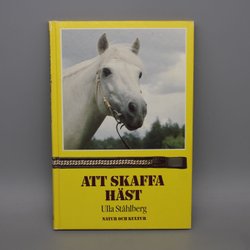 ATT SKAFFA
HÄST
Ulla Ståhlberg
NATUR OCH KULTUR